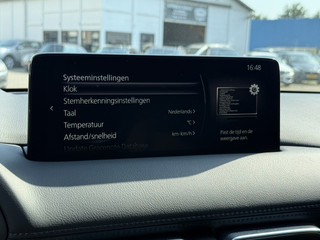 16:48
Systeeminstellingen
Klok
Stemherkenningsinstellingen
Taal Nederlands
Temperatuur °C
Afstand/snelheid km·km/h
Pas de tijd en de
weergave aan.